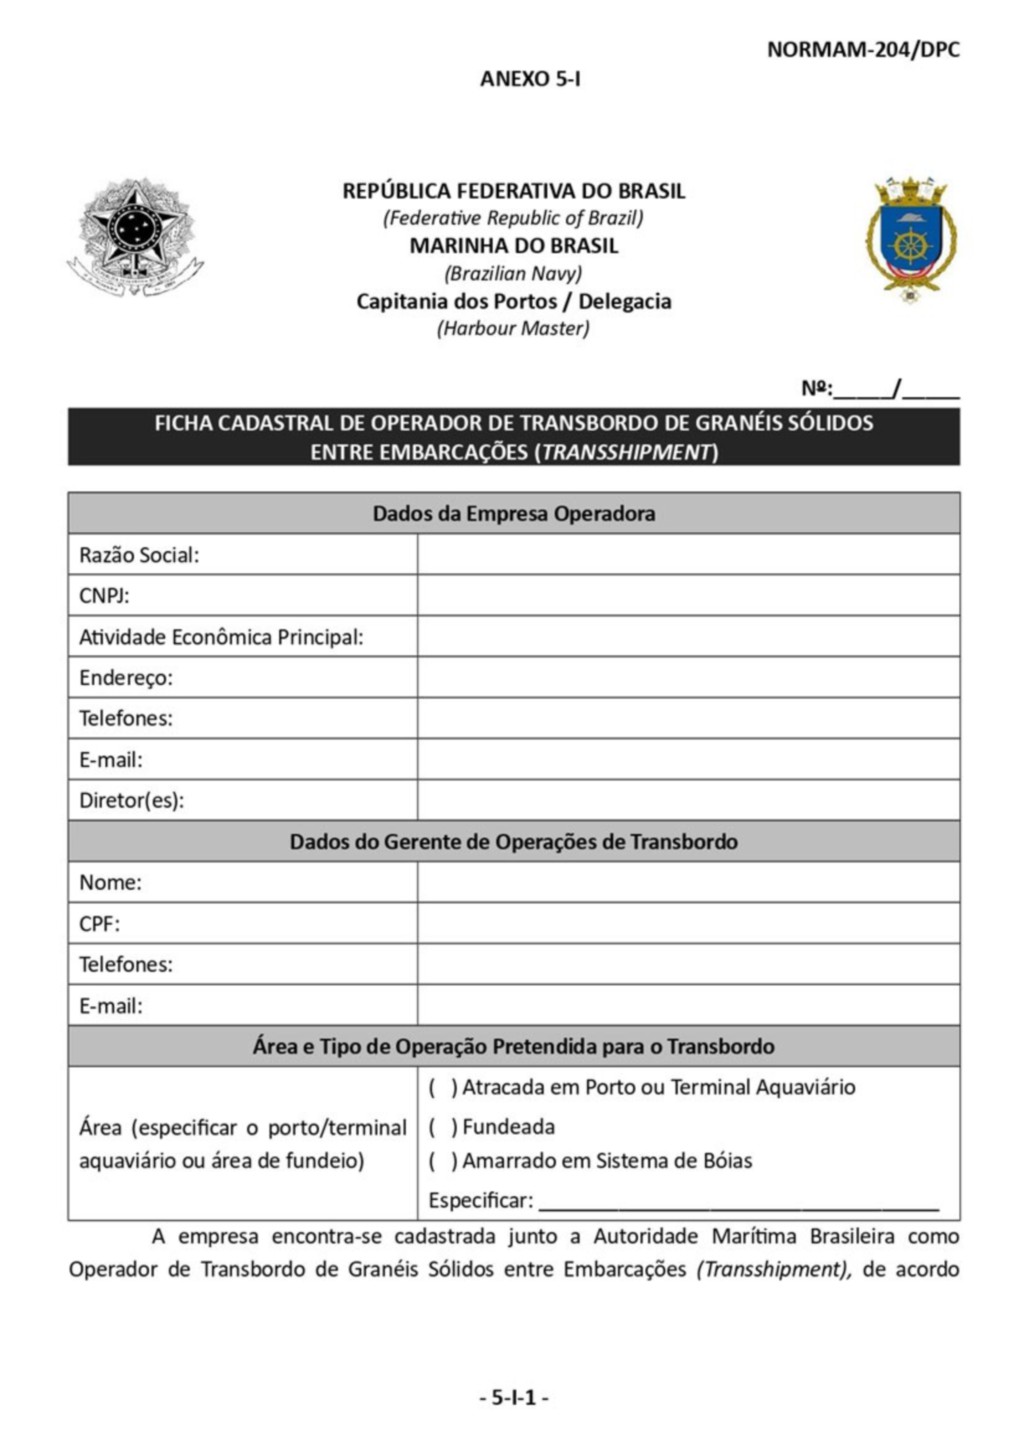 NORMAM-204/DPC
ANEXO 5-I
REPÚBLICA FEDERATIVA DO BRASIL
(Federative Republic of Brazil)
MARINHA DO BRASIL
(Brazilian Navy)
Capitania dos Portos / Delegacia
(Harbour Master)
Nº:_____/_____
FICHA CADASTRAL DE OPERADOR DE TRANSBORDO DE GRANÉIS SÓLIDOS
ENTRE EMBARCAÇÕES (TRANSSHIPMENT)
Dados da Empresa Operadora
Razão Social:
CNPJ:
Atividade Econômica Principal:
Endereço:
Telefones:
E-mail:
Diretor(es):
Dados do Gerente de Operações de Transbordo
Nome:
CPF:
Telefones:
E-mail:
Área e Tipo de Operação Pretendida para o Transbordo
Área (especificar o porto/terminal
aquaviário ou área de fundeio)
( ) Atracada em Porto ou Terminal Aquaviário
( ) Fundeada
( ) Amarrado em Sistema de Bóias
Especificar: ___________________________________
A empresa encontra-se cadastrada junto a Autoridade Marítima Brasileira como
Operador de Transbordo de Granéis Sólidos entre Embarcações (Transshipment), de acordo
- 5-I-1 -